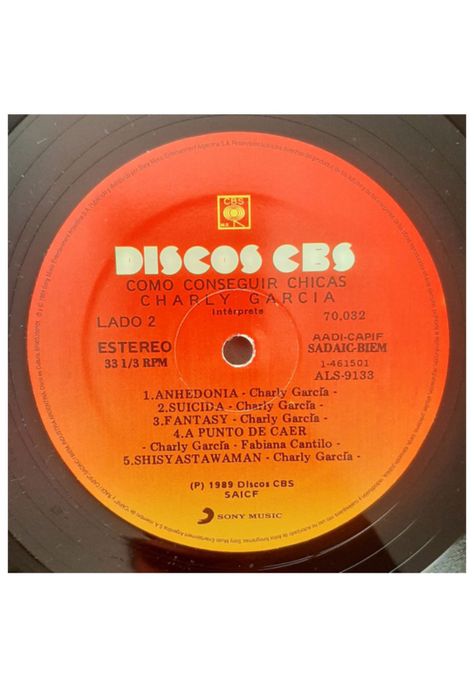 CBS
DISCOS CBS
COMO CONSEGUIR CHICAS
CHARLY GARCIA
Intérprete
LADO 2
70,032
ESTEREO
33 1/3 RPM
AADI-CAPIF
SADAIC-BIEM
1-461501
ALS-9133
1.ANHEDONIA - Charly García -
2.SUICIDA - Charly García -
3.FANTASY - Charly García -
4.A PUNTO DE CAER
- Charly García - Fabiana Cantilo -
5.SHISYASTAWAMAN - Charly García -
(P) 1989 Discos CBS
SAICF
SONY MUSIC